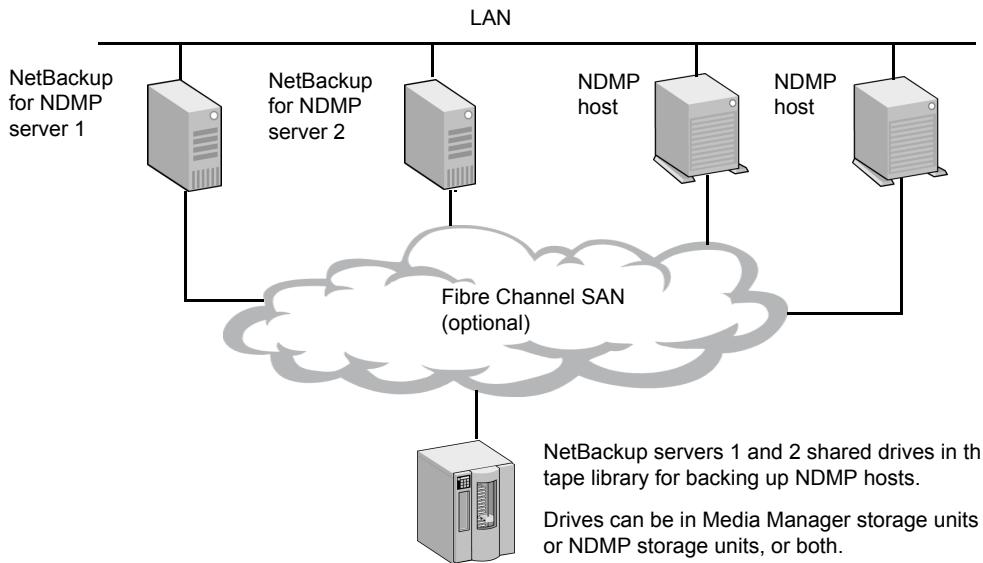 LAN
NetBackup
for NDMP
server 1
NetBackup
for NDMP
server 2
NDMP
host
NDMP
host
Fibre Channel SAN
(optional)
NetBackup servers 1 and 2 shared drives in th
tape library for backing up NDMP hosts.
Drives can be in Media Manager storage units
or NDMP storage units, or both.